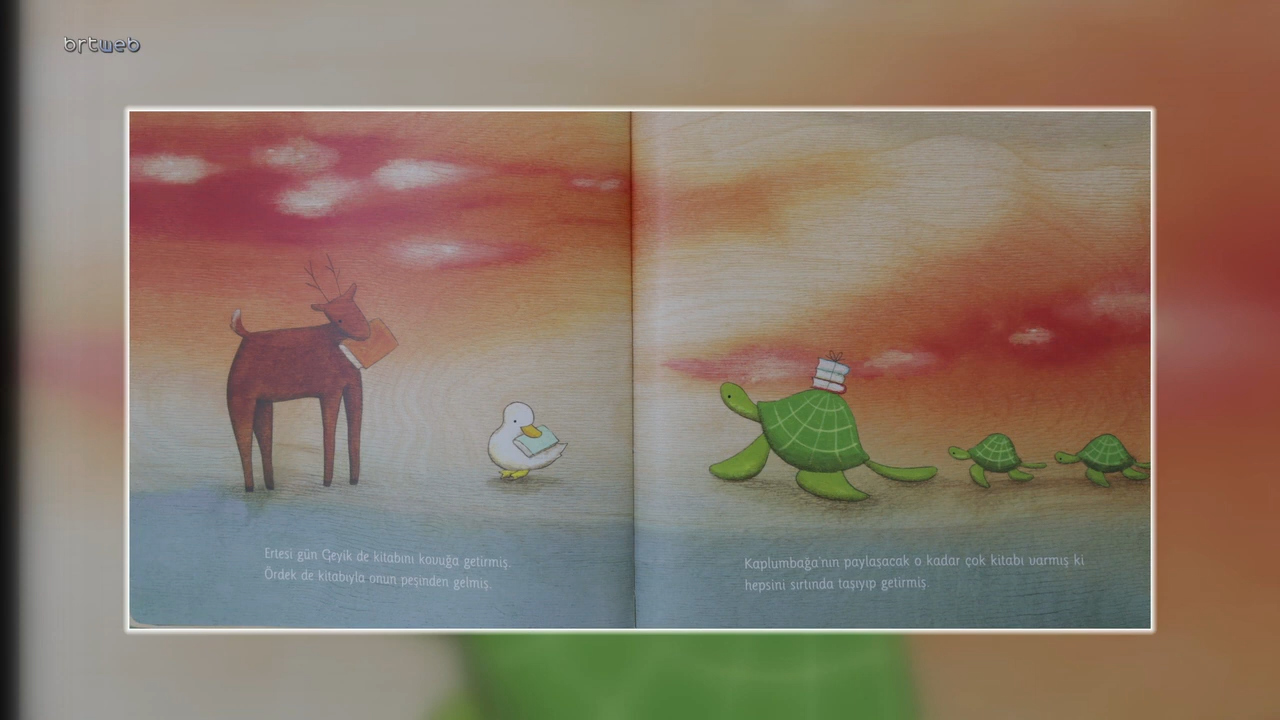 brtweb
Ertesi gün Geyik de kitabını kovuğa getirmiş.
Ördek de kitabıyla onun peşinden gelmiş.
Kaplumbağa'nın paylaşacak o kadar çok kitabı varmış ki
hepsini sırtında taşıyıp getirmiş.